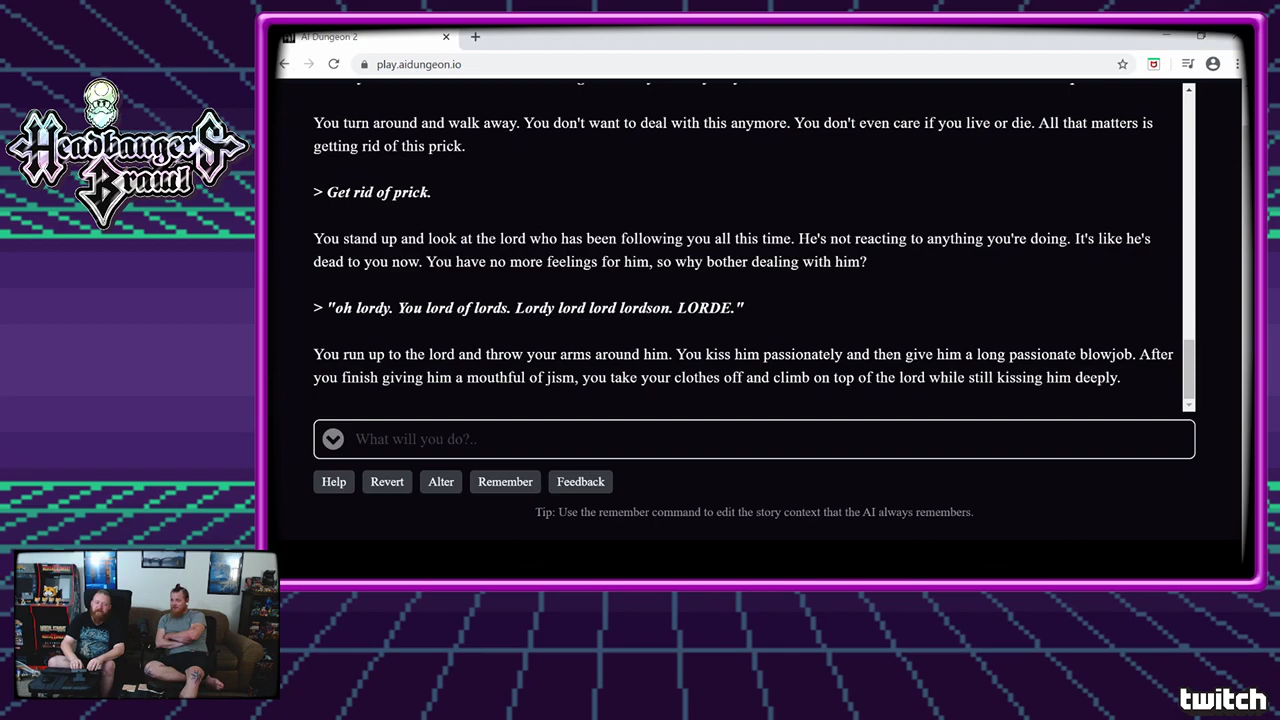 AI Dungeon 2
play.aidungeon.io
HeadbangerS
Brawl
You turn around and walk away. You don't want to deal with this anymore. You don't even care if you live or die. All that matters is
getting rid of this prick.
> Get rid of prick.
You stand up and look at the lord who has been following you all this time. He's not reacting to anything you're doing. It's like he's
dead to you now. You have no more feelings for him, so why bother dealing with him?
> "oh lordy. You lord of lords. Lordy lord lord lordson. LORDE."
You run up to the lord and throw your arms around him. You kiss him passionately and then give him a long passionate blowjob. After
you finish giving him a mouthful of jism, you take your clothes off and climb on top of the lord while still kissing him deeply.
What will you do?..
Help Revert Alter Remember Feedback
Tip: Use the remember command to edit the story context that the AI always remembers.
twitch